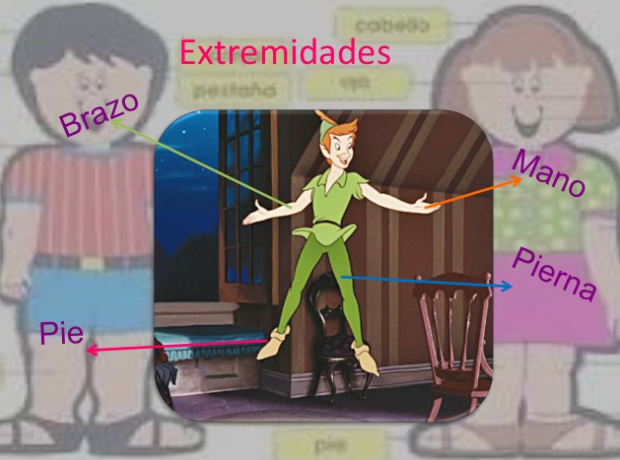 cabello
Extremidades
pestaña
ojo
Brazo
Mano
Pierna
Pie
pie